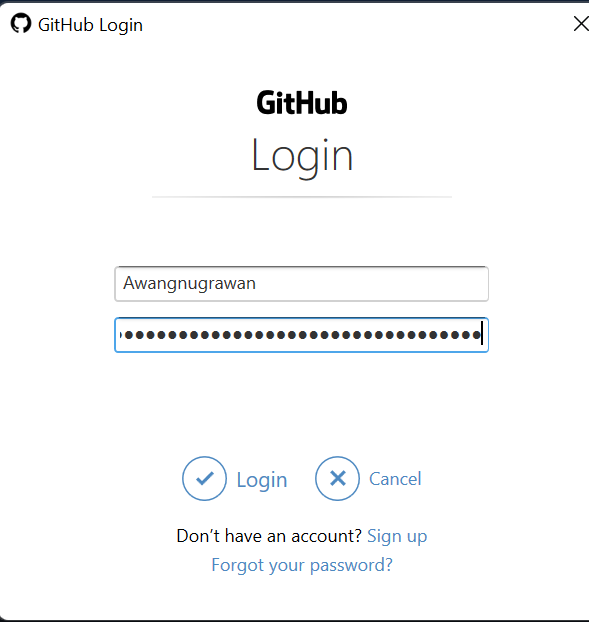 GitHub Login
GitHub
Login
Awangnugrawan
Login
Cancel
Don't have an account? Sign up
Forgot your password?